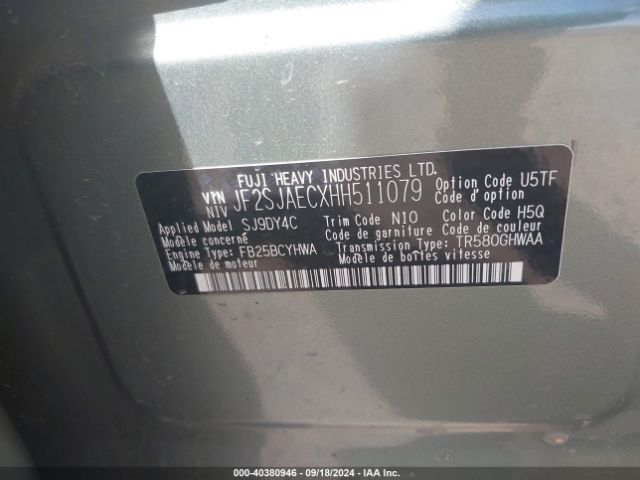 FUJI HEAVY INDUSTRIES LTD.
VIN NIV JF2SJAECXHH511079 Option Code U5TF
Code d'option
Applied Model SJ9DY4C Trim Code N10 Color Code H5Q
Modèle concerné Code de garniture Code de couleur
Engine Type: FB25BCYHWA Transmission Type: TR580GHWAA
Modèle de moteur Modèle de boîtes vitesse
© - 40380946 - 09/18/2024 - IAA Inc.